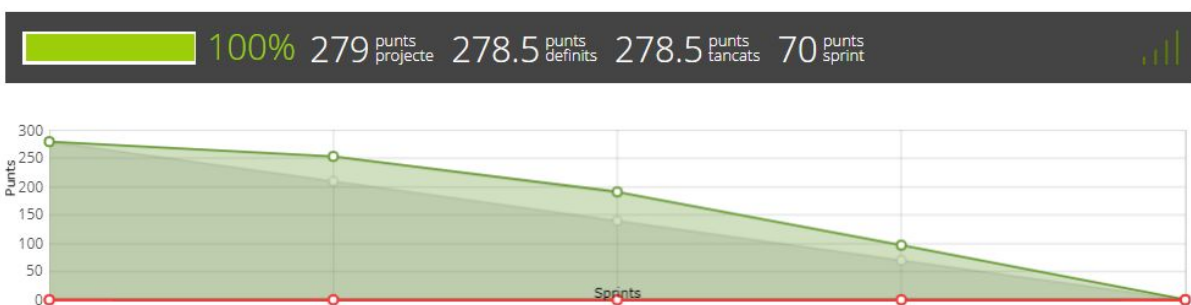 100% 279 punts projecte 278.5 punts definits 278.5 punts tancats 70 punts sprint
300
250
200
150
100
50
0
Punts
Sprints